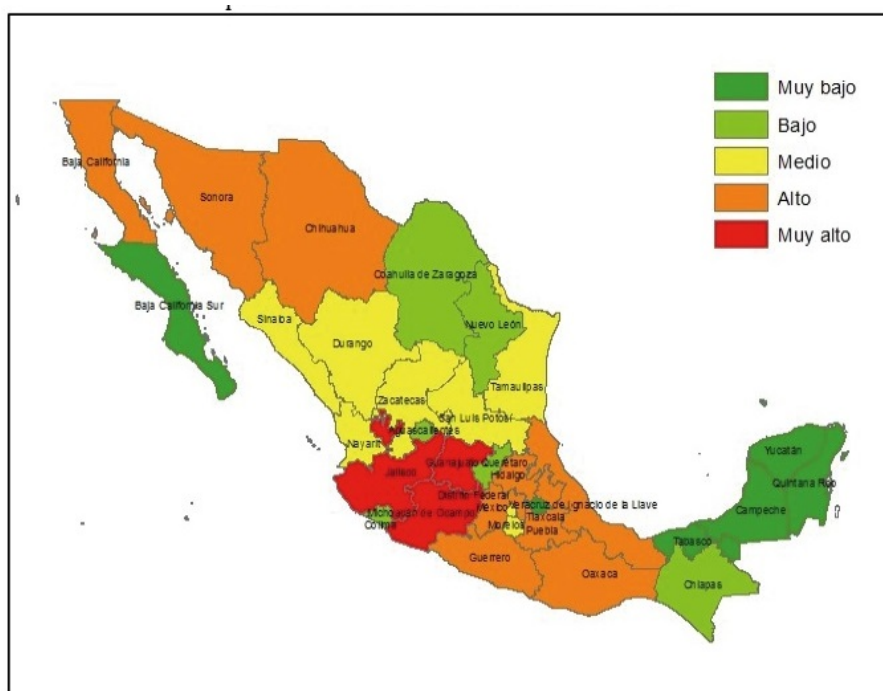 Muy bajo
Bajo
Medio
Alto
Muy alto
Baja California
Sonora
Chihuahua
Coahuila de Zaragoza
Baja California Sur
Sinaloa
Nuevo León
Durango
Tamaulipas
Zacatecas
San Luis Potosí
Aguascalientes
Nayarit
Yucatán
Jalisco
Guanajuato
Querétaro
Hidalgo
Quintana Roo
Distrito Federal
México
Veracruz de Ignacio de la Llave
Campeche
Michoacán de Ocampo
Colima
Tlaxcala
Morelos
Puebla
Tabasco
Guerrero
Oaxaca
Chiapas